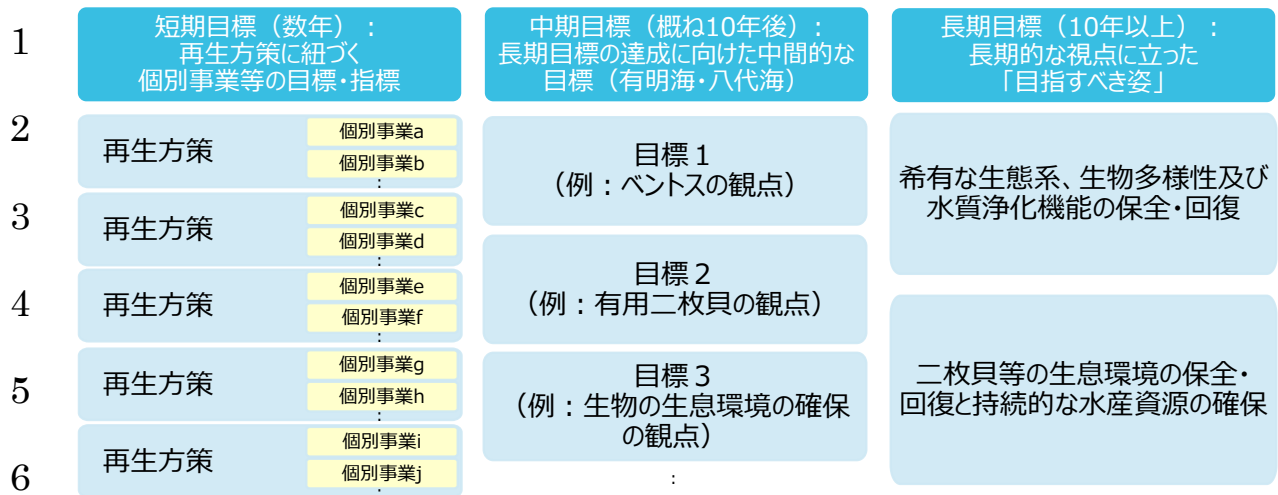 1
短期目標（数年）：
再生方策に紐づく
個別事業等の目標・指標
中期目標（概ね10年後）：
長期目標の達成に向けた中間的な
目標（有明海・八代海）
長期目標（10年以上）：
長期的な視点に立った
「目指すべき姿」
2
再生方策
個別事業a
個別事業b
：
3
再生方策
個別事業c
個別事業d
：
4
再生方策
個別事業e
個別事業f
：
5
再生方策
個別事業g
個別事業h
：
6
再生方策
個別事業i
個別事業j
：
目標１
（例：ベントスの観点）
目標２
（例：有用二枚貝の観点）
目標３
（例：生物の生息環境の確保
の観点）
：
希有な生態系、生物多様性及び
水質浄化機能の保全・回復
二枚貝等の生息環境の保全・
回復と持続的な水産資源の確保